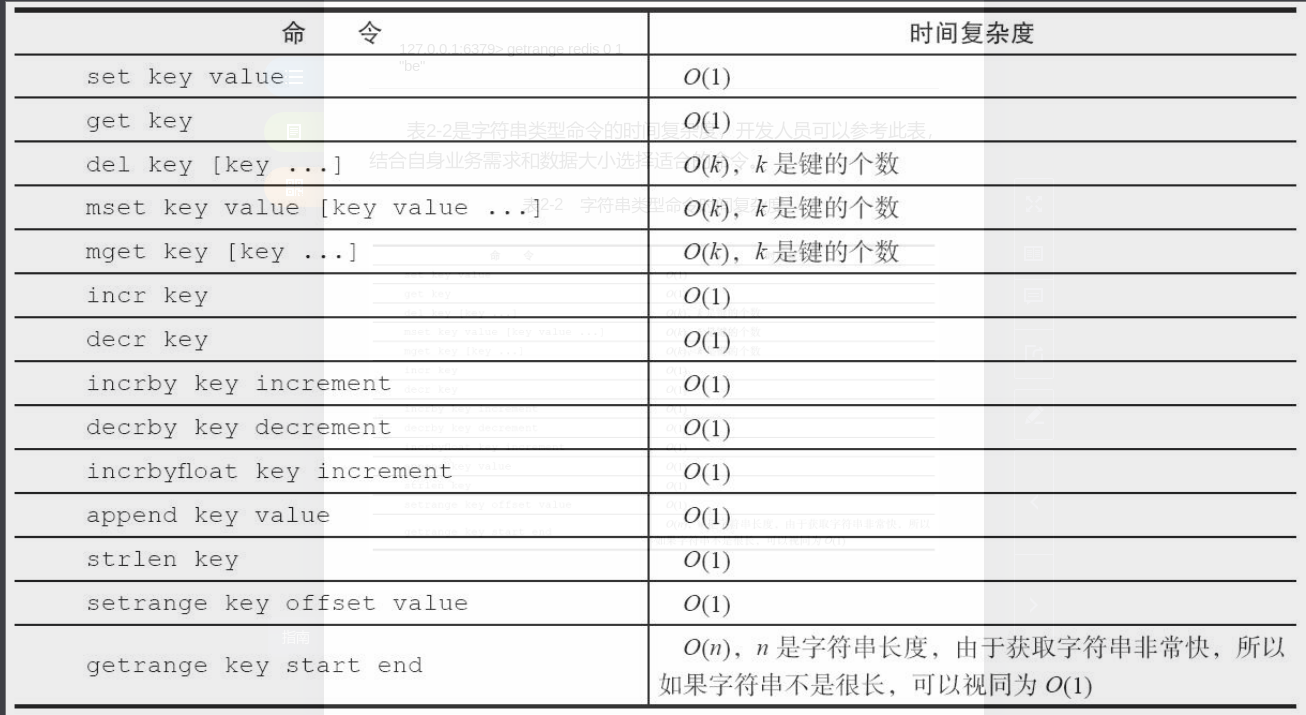 命 令 时间复杂度
set key value O(1)
get key O(1)
del key [key ...] O(k)，k 是键的个数
mset key value [key value ...] O(k)，k 是键的个数
mget key [key ...] O(k)，k 是键的个数
incr key O(1)
decr key O(1)
incrby key increment O(1)
decrby key decrement O(1)
incrbyfloat key increment O(1)
append key value O(1)
strlen key O(1)
setrange key offset value O(1)
getrange key start end O(n)，n 是字符串长度，由于获取字符串非常快，所以
如果字符串不是很长，可以视同为 O(1)
127.0.0.1:6379> getrange redis 0 1
"be"
表2-2是字符串类型命令的时间复杂度，开发人员可以参考此表，
结合自身业务需求和数据大小选择适合的命令。
表2-2 字符串类型命令时间复杂度
指南